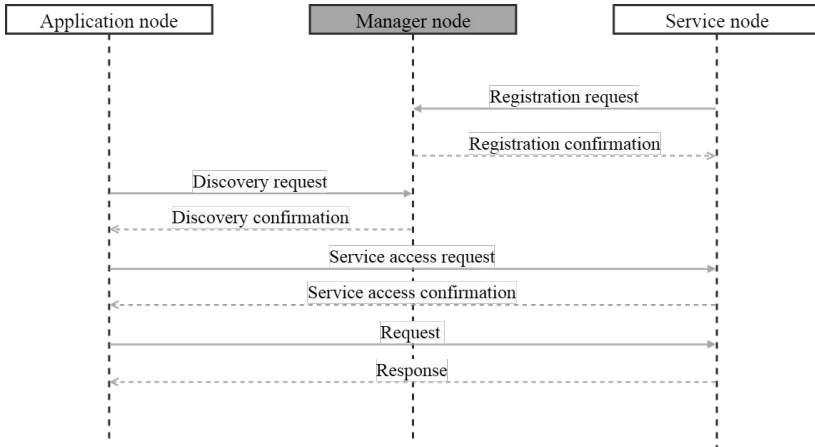 Application node
Manager node
Service node
Registration request
Registration confirmation
Discovery request
Discovery confirmation
Service access request
Service access confirmation
Request
Response